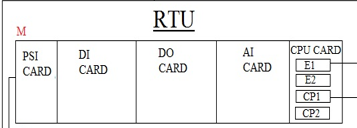 RTU
M
PSI
CARD
DI
CARD
DO
CARD
AI
CARD
CPU CARD
E1
E2
CP1
CP2